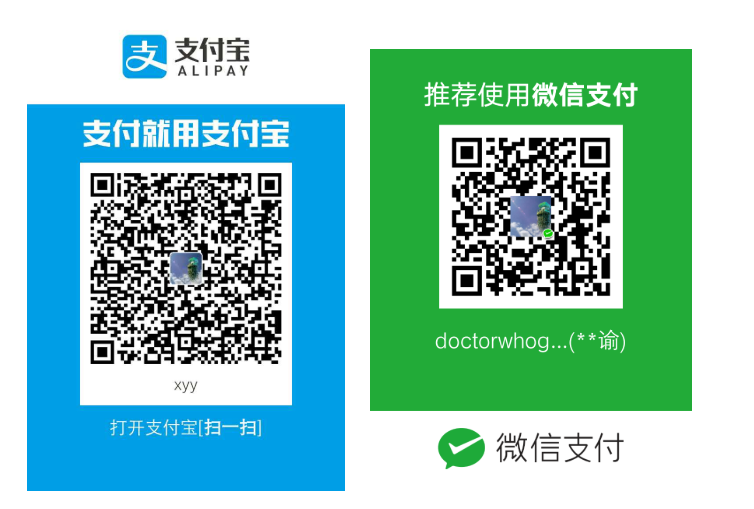 支付宝
ALIPAY
支付就用支付宝
xyy
打开支付宝[扫一扫]
推荐使用微信支付
doctorwhog...(**谕)
微信支付